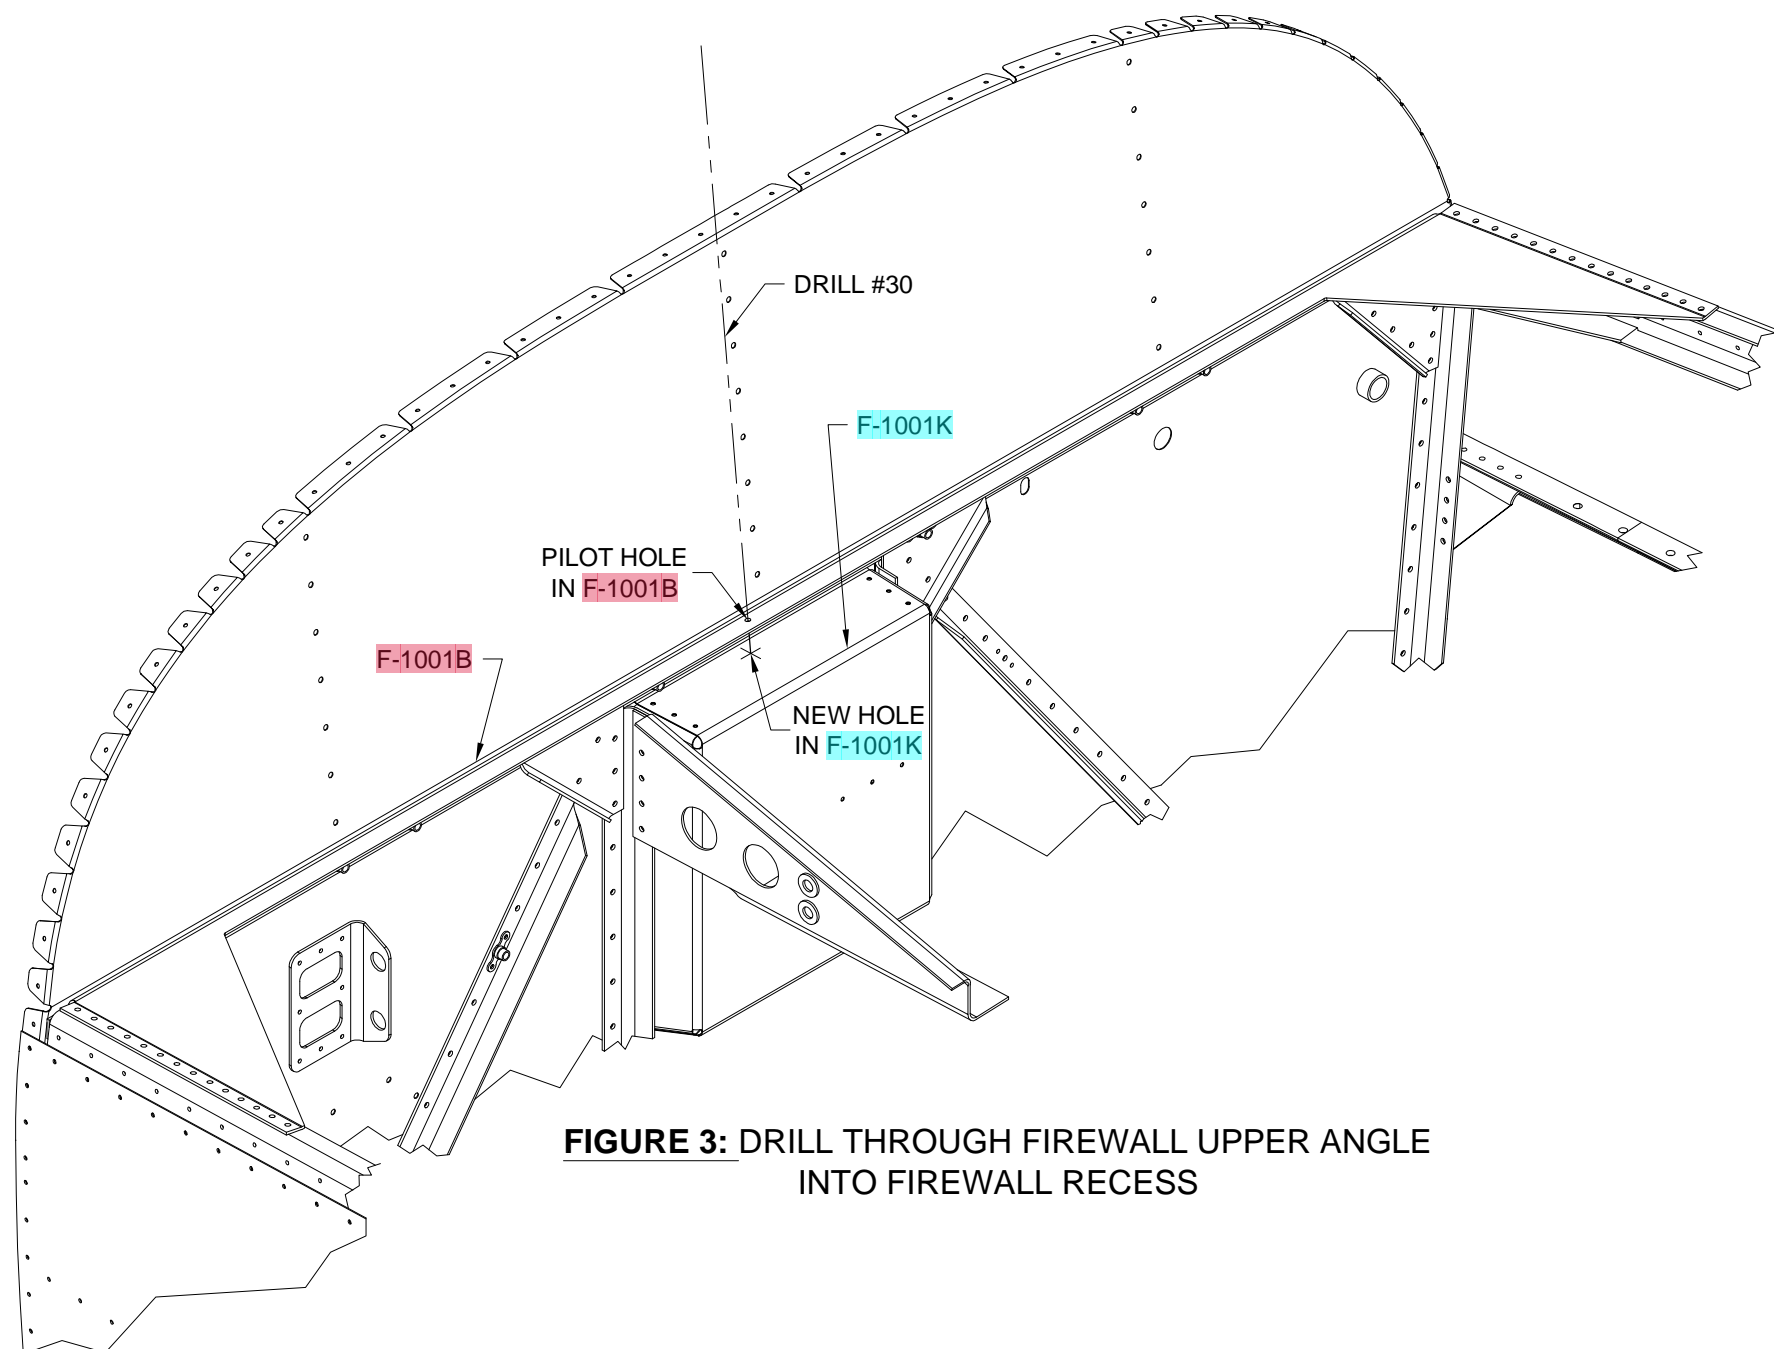 DRILL #30
F-1001K
PILOT HOLE
IN F-1001B
F-1001B
NEW HOLE
IN F-1001K
FIGURE 3: DRILL THROUGH FIREWALL UPPER ANGLE
INTO FIREWALL RECESS